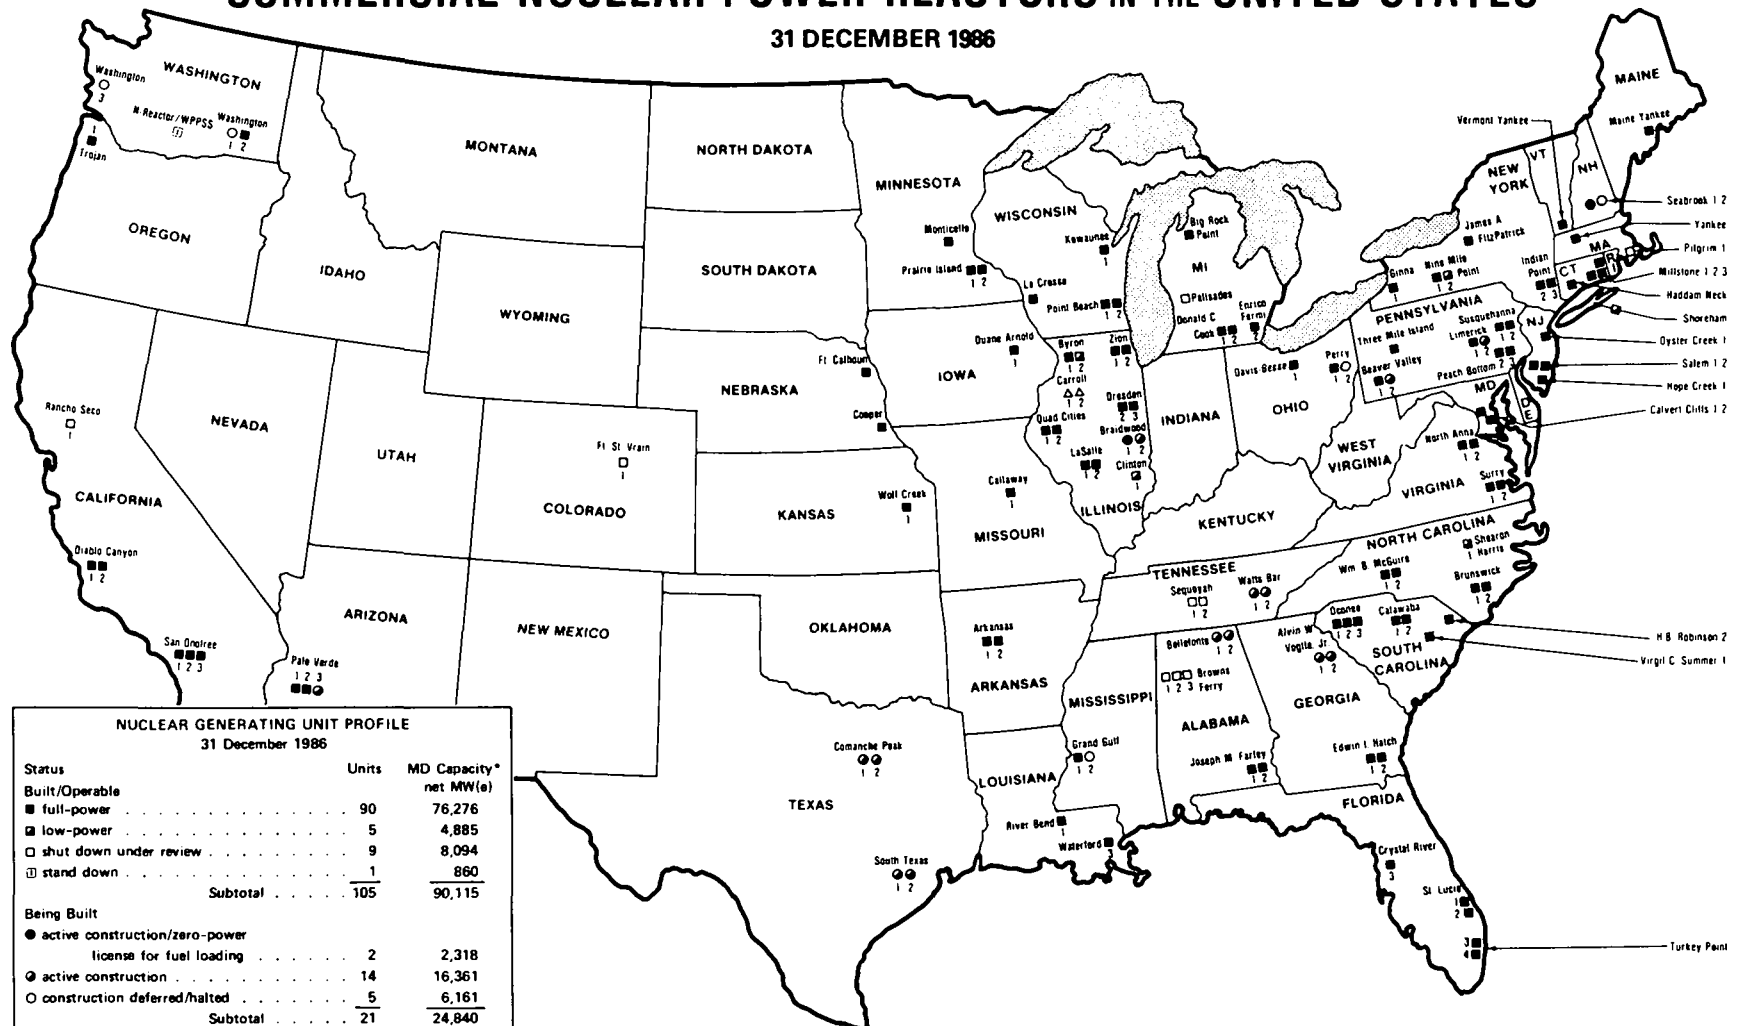 COMMERCIAL NUCLEAR POWER REACTORS IN THE UNITED STATES
31 DECEMBER 1986
WASHINGTON
Washington
3
N-Reactor/WPPSS
Washington
1 2
1
Trojan
OREGON
IDAHO
MONTANA
WYOMING
NORTH DAKOTA
SOUTH DAKOTA
NEBRASKA
Ft Calhoun
1
Cooper
MINNESOTA
Monticello
Prairie Island
1 2
WISCONSIN
Kewaunee
1
La Crosse
Point Beach
1 2
MI
Big Rock
Point
Palisades
Donald C
Cook
1 2
Enrico
Fermi
2
IOWA
Duane Arnold
1
Byron
1 2
Zion
1 2
Carroll
1 2
Quad Cities
1 2
Dresden
2 3
Braidwood
1 2
LaSalle
1 2
Clinton
1
ILLINOIS
INDIANA
OHIO
Davis-Besse
1
Perry
1 2
CALIFORNIA
Rancho Seco
1
Diablo Canyon
1 2
San Onofree
1 2 3
NEVADA
UTAH
COLORADO
Ft St Vrain
1
KANSAS
Wolf Creek
1
MISSOURI
Callaway
1
KENTUCKY
WEST
VIRGINIA
VIRGINIA
North Anna
1 2
Surry
1 2
ARIZONA
Palo Verde
1 2 3
NEW MEXICO
OKLAHOMA
TEXAS
Comanche Peak
1 2
South Texas
1 2
ARKANSAS
Arkansas
1 2
LOUISIANA
River Bend
1
Waterford
3
MISSISSIPPI
Grand Gulf
1 2
TENNESSEE
Sequoyah
1 2
Watts Bar
1 2
ALABAMA
Bellefonte
1 2
Browns
1 2 3 Ferry
Joseph M Farley
1 2
GEORGIA
Alvin W
Vogtle, Jr
1 2
Edwin I. Hatch
1 2
FLORIDA
Crystal River
3
St Lucie
1
2
3
4
Turkey Point
NORTH CAROLINA
Shearon
1 Harris
Wm B. McGuire
1 2
Brunswick
1 2
SOUTH
CAROLINA
Oconee
1 2 3
Catawaba
1 2
H B. Robinson 2
Virgil C Summer 1
PENNSYLVANIA
Susquehanna
1 2
Limerick
1 2
Three Mile Island
1
Beaver Valley
1 2
Peach Bottom 2 3
MD
D
E
NJ
NEW
YORK
James A
FitzPatrick
Ginna
1
Nine Mile
Point
1 2
Indian
Point
2 3
VT
NH
MA
CT
R
I
MAINE
Maine Yankee
Vermont Yankee
Seabrook 1 2
Yankee
Pilgrim 1
Millstone 1 2 3
Haddam Neck
Shoreham
Oyster Creek 1
Salem 1 2
Hope Creek 1
Calvert Cliffs 1 2
NUCLEAR GENERATING UNIT PROFILE
31 December 1986
Status Units MD Capacity*
Built/Operable net MW(e)
■ full-power . . . . . . . . . . . . . . 90 76,276
low-power . . . . . . . . . . . . . . 5 4,885
□ shut down under review . . . . . . . . . 9 8,094
stand down . . . . . . . . . . . . . . 1 860
Subtotal . . . . . 105 90,115
Being Built
● active construction/zero-power
license for fuel loading . . . . . . 2 2,318
active construction . . . . . . . . . . . 14 16,361
○ construction deferred/halted . . . . . . . 5 6,161
Subtotal . . . . . 21 24,840